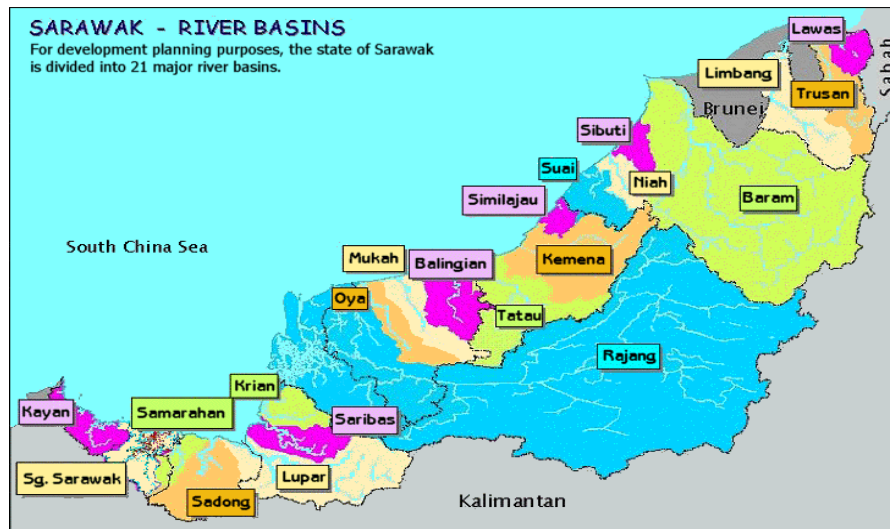 SARAWAK - RIVER BASINS
For development planning purposes, the state of Sarawak
is divided into 21 major river basins.
Lawas
Limbang
Sabah
Trusan
Brunei
Sibuti
Suai
Niah
Baram
Similajau
South China Sea
Mukah
Balingian
Kemena
Oya
Tatau
Rajang
Krian
Kayan
Samarahan
Saribas
Sg. Sarawak
Lupar
Sadong
Kalimantan